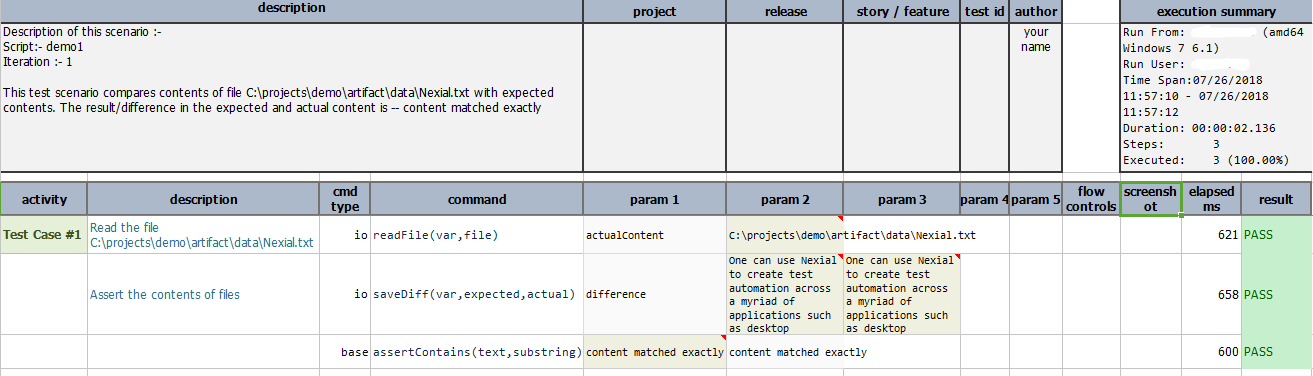 description project release story / feature test id author execution summary
Description of this scenario :- your Run From: (amd64
Script:- demo1 name Windows 7 6.1)
Iteration :- 1 Run User:
Time Span:07/26/2018
This test scenario compares contents of file C:\projects\demo\artifact\data\Nexial.txt with expected 11:57:10 - 07/26/2018
contents. The result/difference in the expected and actual content is -- content matched exactly 11:57:12
Duration: 00:00:02.136
Steps: 3
Executed: 3 (100.00%)
activity description cmd type command param 1 param 2 param 3 param 4 param 5 flow controls screensh ot elapsed ms result
Test Case #1 Read the file C:\projects\demo\artifact\data\Nexial.txt io readFile(var,file) actualContent C:\projects\demo\artifact\data\Nexial.txt 621 PASS
One can use Nexial One can use Nexial
to create test to create test
automation across automation across
Assert the contents of files io saveDiff(var,expected,actual) difference a myriad of a myriad of 658 PASS
applications such applications such
as desktop as desktop
base assertContains(text,substring) content matched exactly content matched exactly 600 PASS